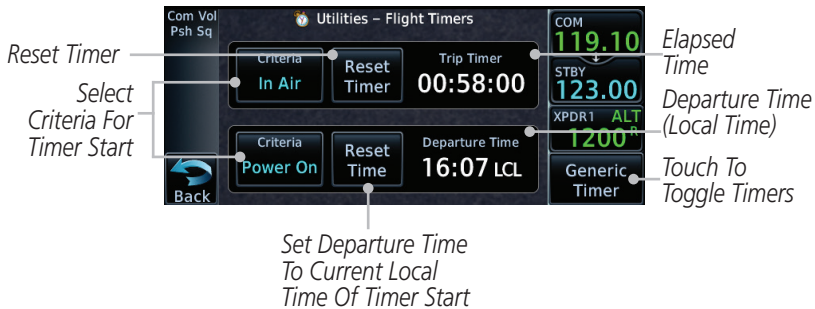 Com Vol
Psh Sq
Utilities – Flight Timers
COM
119.10
STBY
123.00
XPDR1 ALT
1200 R
Criteria
In Air
Reset
Timer
Trip Timer
00:58:00
Criteria
Power On
Reset
Time
Departure Time
16:07 LCL
Back
Generic
Timer
Reset Timer
Select
Criteria For
Timer Start
Elapsed
Time
Departure Time
(Local Time)
Touch To
Toggle Timers
Set Departure Time
To Current Local
Time Of Timer Start